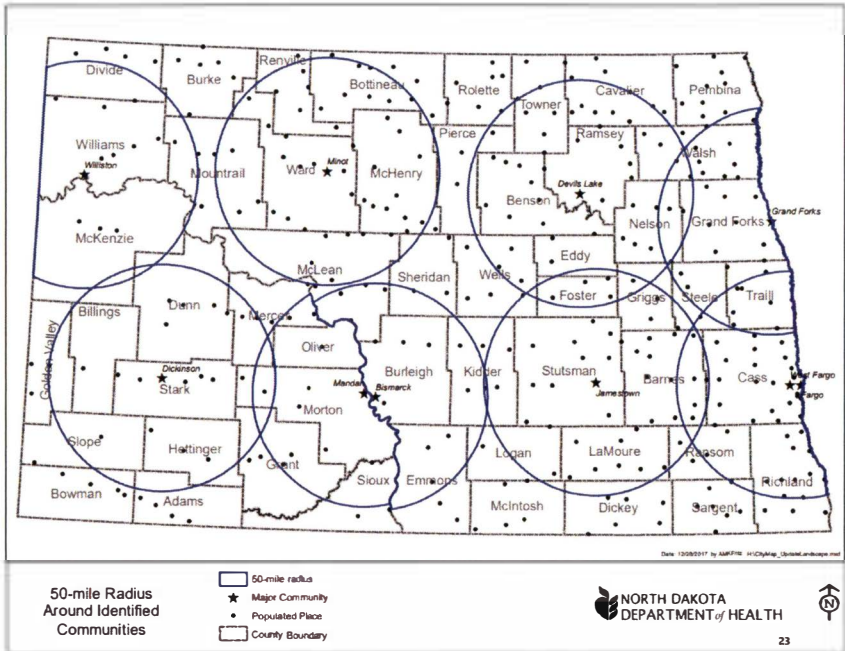 Divide
Burke
Renville
Bottineau
Rolette
Towner
Cavalier
Pembina
Pierce
Ramsey
Walsh
Williams
Williston
Mountrail
Ward
Minot
McHenry
Benson
Devils Lake
Nelson
Grand Forks
Grand Forks
McKenzie
McLean
Sheridan
Wells
Eddy
Foster
Griggs
Steele
Traill
Billings
Dunn
Mercer
Oliver
Golden Valley
Dickinson
Stark
Mandan
Bismarck
Burleigh
Kidder
Stutsman
Jamestown
Barnes
Cass
West Fargo
Fargo
Morton
Slope
Hettinger
Grant
Sioux
Emmons
Logan
LaMoure
Ransom
Richland
Bowman
Adams
McIntosh
Dickey
Sargent
50-mile Radius
Around Identified
Communities
50-mile radius
Major Community
Populated Place
County Boundary
NORTH DAKOTA
DEPARTMENT of HEALTH
N
23